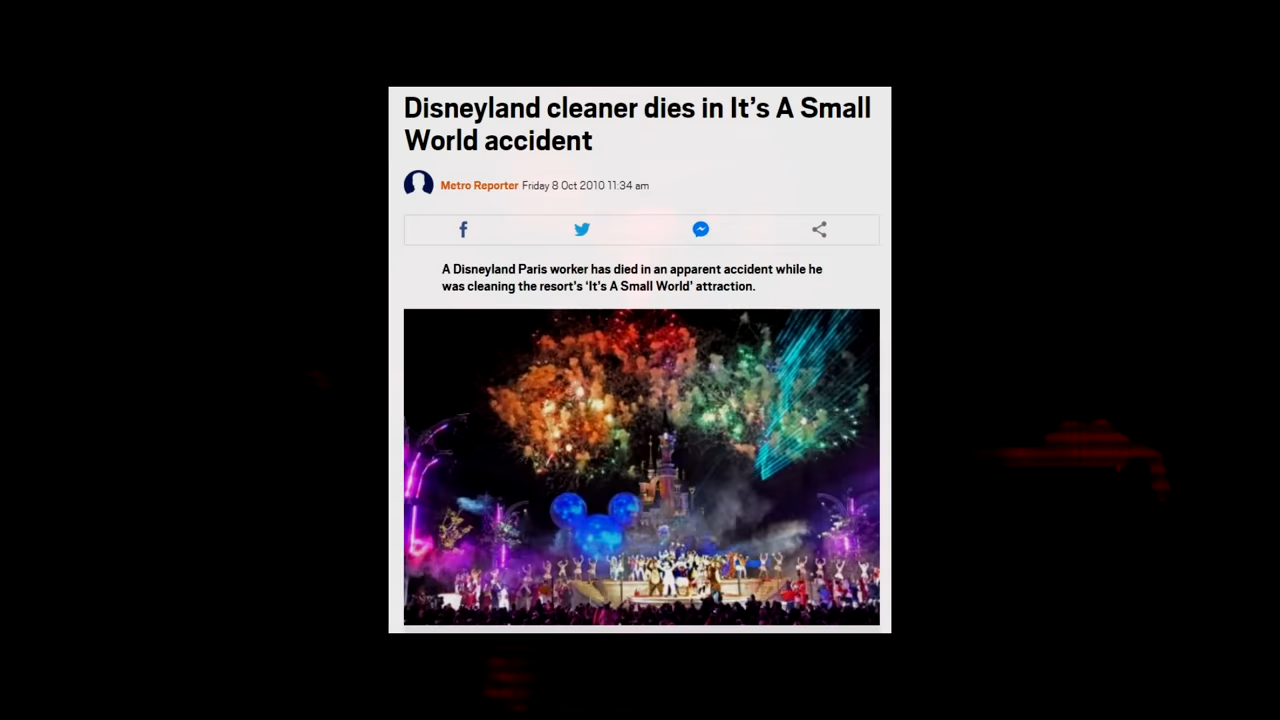 Disneyland cleaner dies in It's A Small
World accident
Metro Reporter Friday 8 Oct 2010 11:34 am
A Disneyland Paris worker has died in an apparent accident while he
was cleaning the resort's 'It's A Small World' attraction.